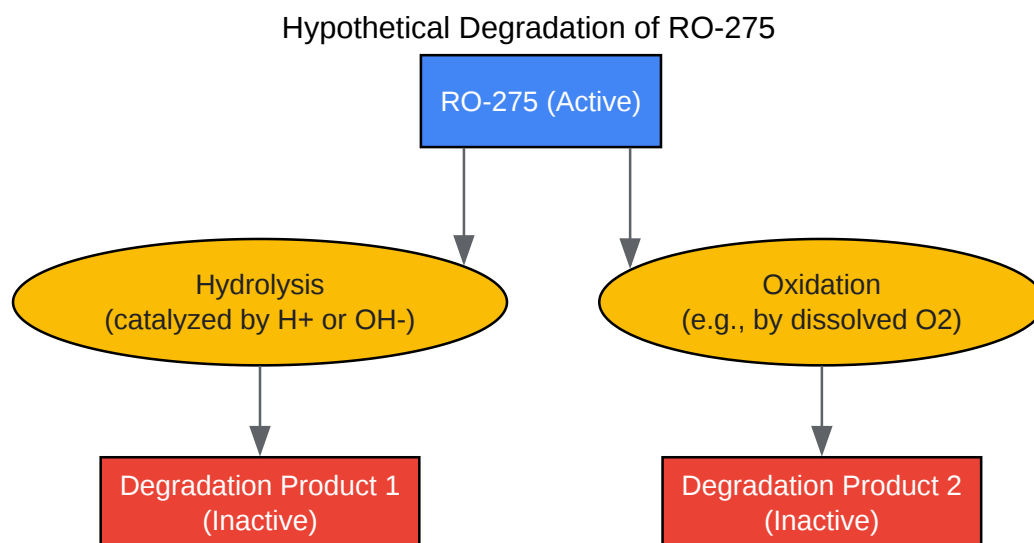 Hypothetical Degradation of RO-275
RO-275 (Active)
Hydrolysis
(catalyzed by H+ or OH-)
Oxidation
(e.g., by dissolved O2)
Degradation Product 1
(Inactive)
Degradation Product 2
(Inactive)